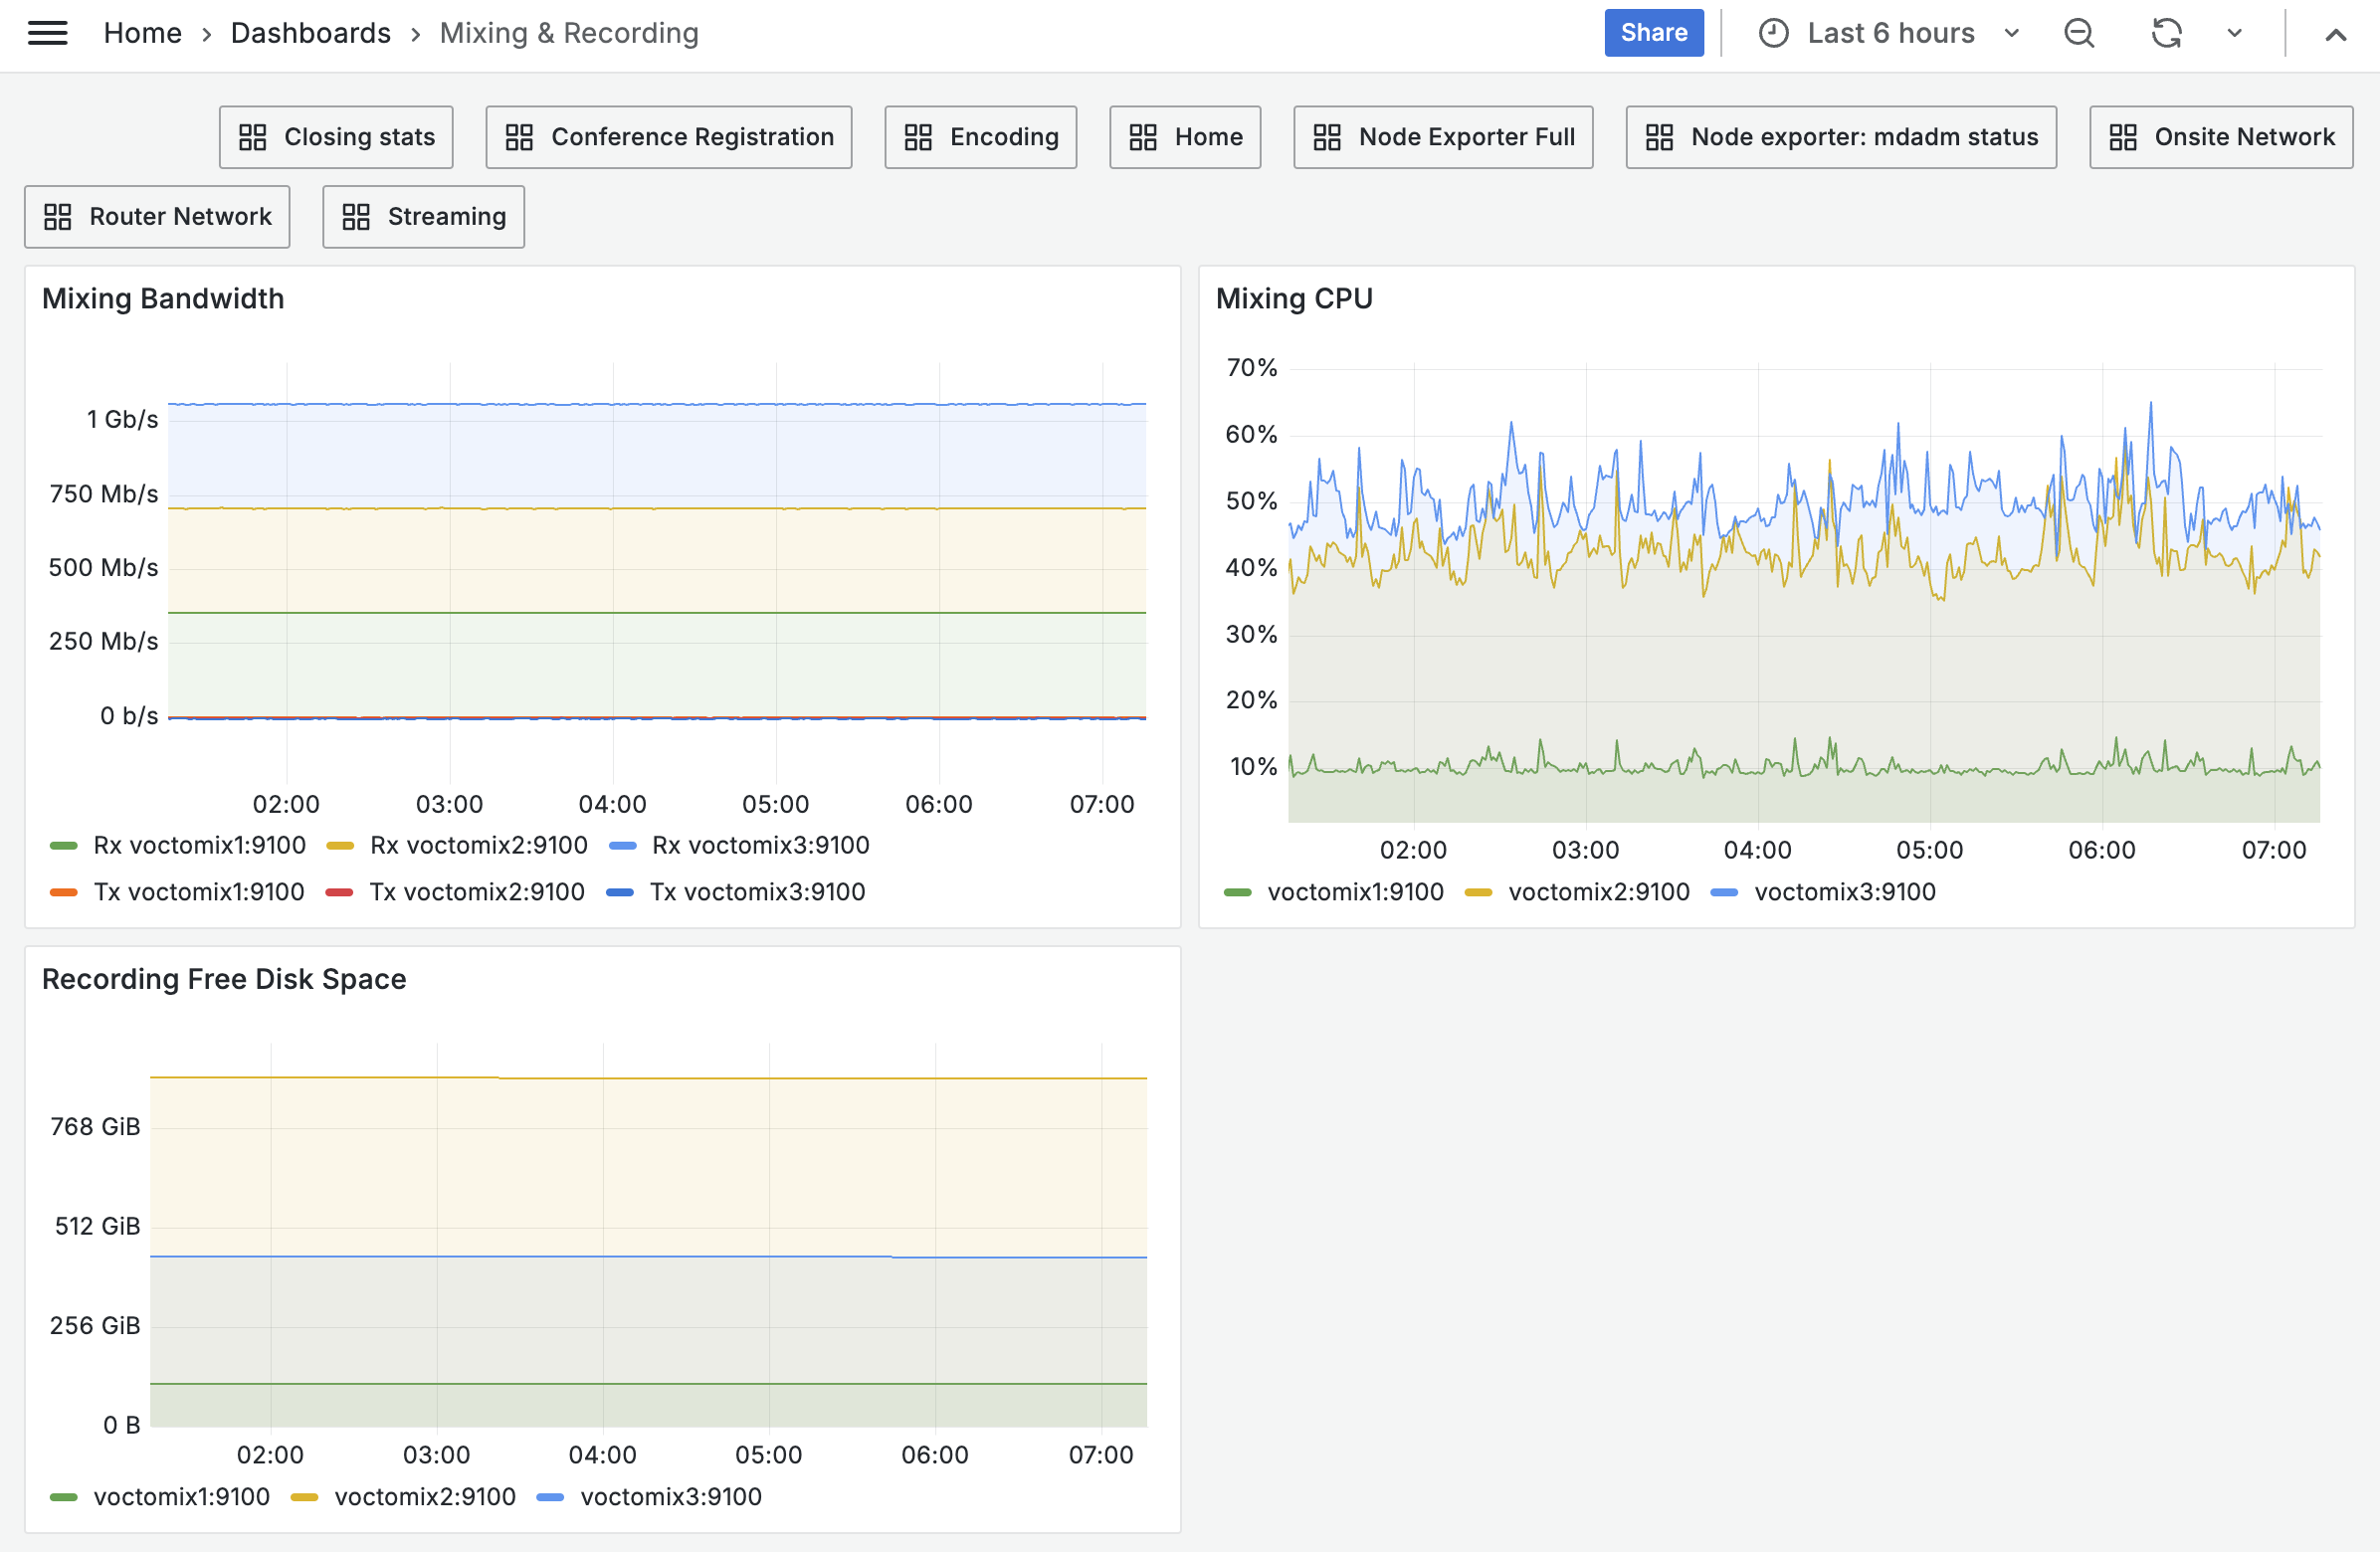 Home › Dashboards › Mixing & Recording
Share
Last 6 hours
Closing stats
Conference Registration
Encoding
Home
Node Exporter Full
Node exporter: mdadm status
Onsite Network
Router Network
Streaming
Mixing Bandwidth
1 Gb/s
750 Mb/s
500 Mb/s
250 Mb/s
0 b/s
02:00 03:00 04:00 05:00 06:00 07:00
Rx voctomix1:9100 Rx voctomix2:9100 Rx voctomix3:9100
Tx voctomix1:9100 Tx voctomix2:9100 Tx voctomix3:9100
Mixing CPU
70%
60%
50%
40%
30%
20%
10%
02:00 03:00 04:00 05:00 06:00 07:00
voctomix1:9100 voctomix2:9100 voctomix3:9100
Recording Free Disk Space
768 GiB
512 GiB
256 GiB
0 B
02:00 03:00 04:00 05:00 06:00 07:00
voctomix1:9100 voctomix2:9100 voctomix3:9100